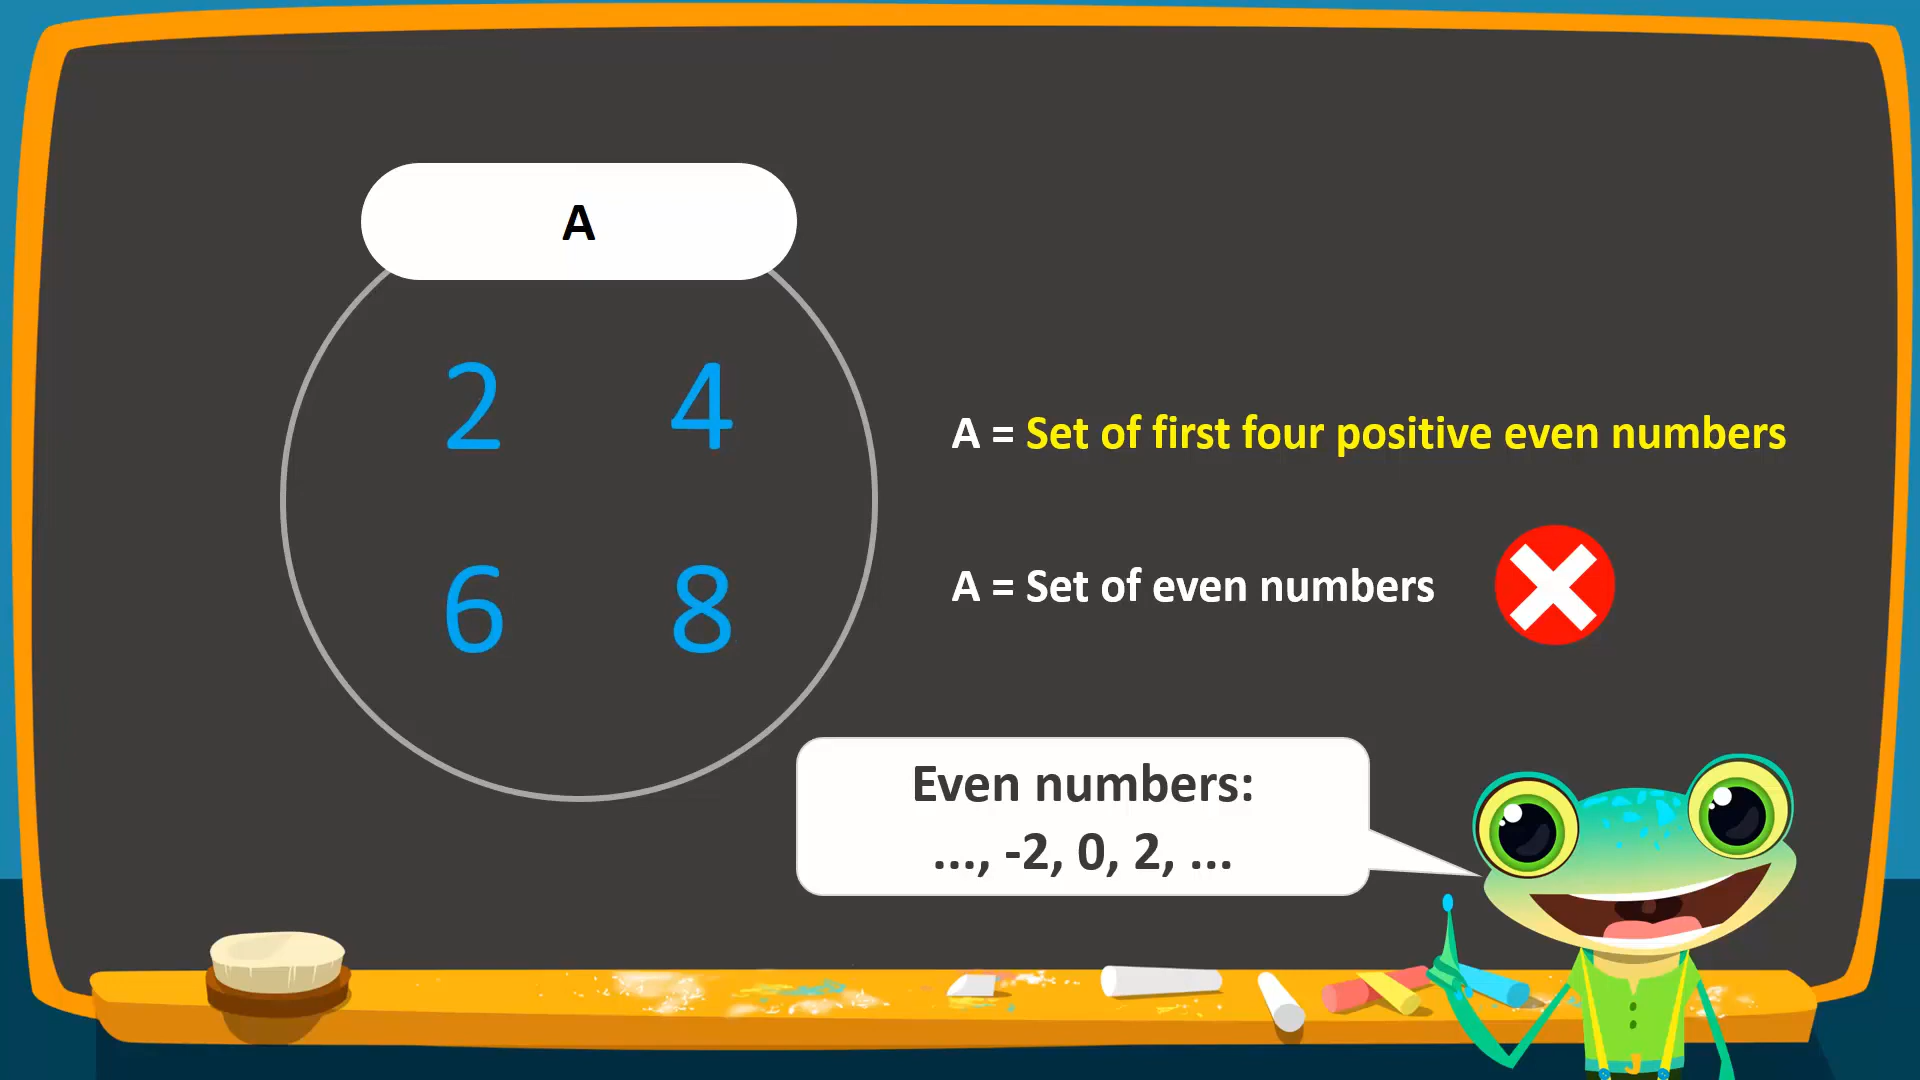 A
2 4
6 8
A = Set of first four positive even numbers
A = Set of even numbers
Even numbers:
..., -2, 0, 2, ...